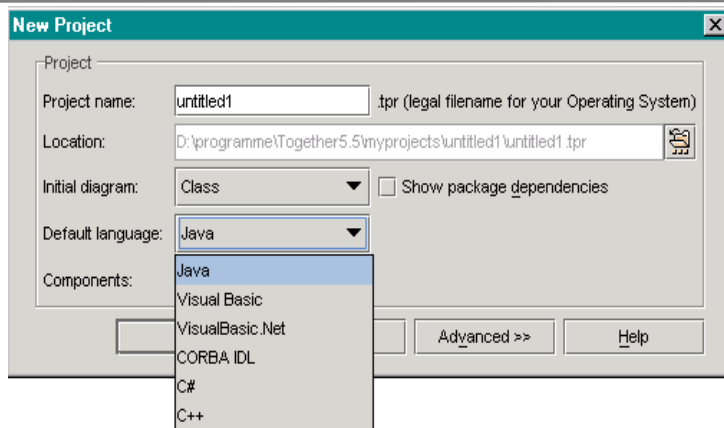 New Project
Project
Project name: untitled1 .tpr (legal filename for your Operating System)
Location: D:\programme\Together5.5\myprojects\untitled1\untitled1.tpr
Initial diagram: Class Show package dependencies
Default language: Java
Java
Components:
Visual Basic
VisualBasic.Net
Advanced >> Help
CORBA IDL
C#
C++